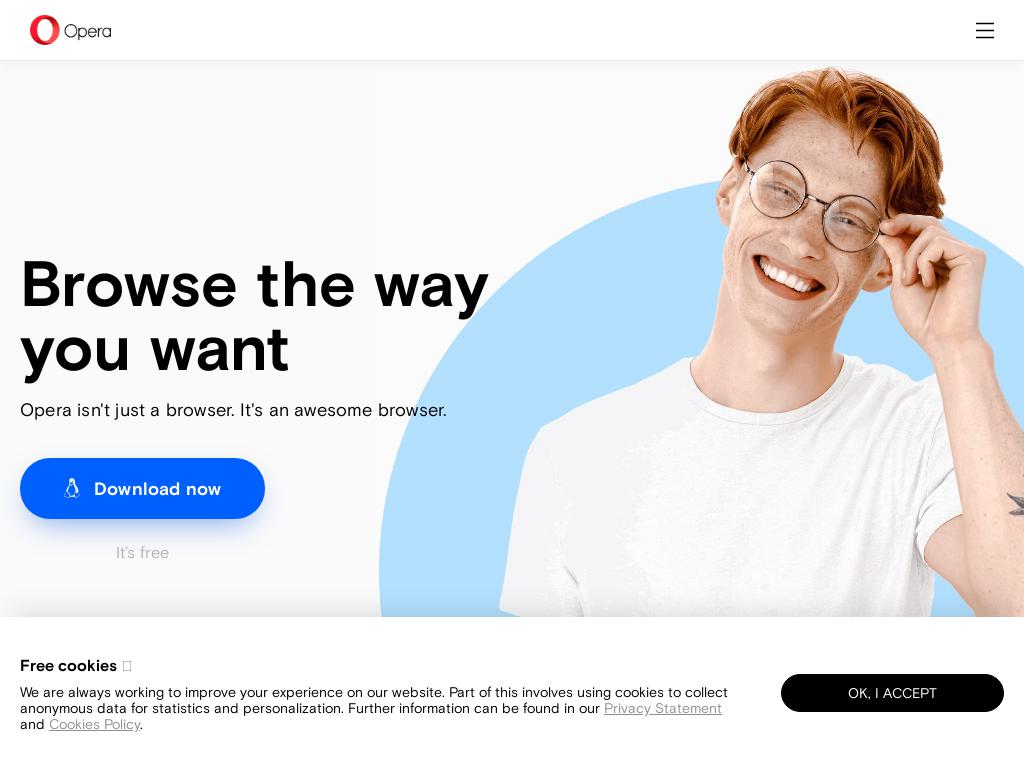 Opera
Browse the way
you want
Opera isn't just a browser. It's an awesome browser.
Download now
It's free
Free cookies
We are always working to improve your experience on our website. Part of this involves using cookies to collect
anonymous data for statistics and personalization. Further information can be found in our Privacy Statement
and Cookies Policy.
OK, I ACCEPT